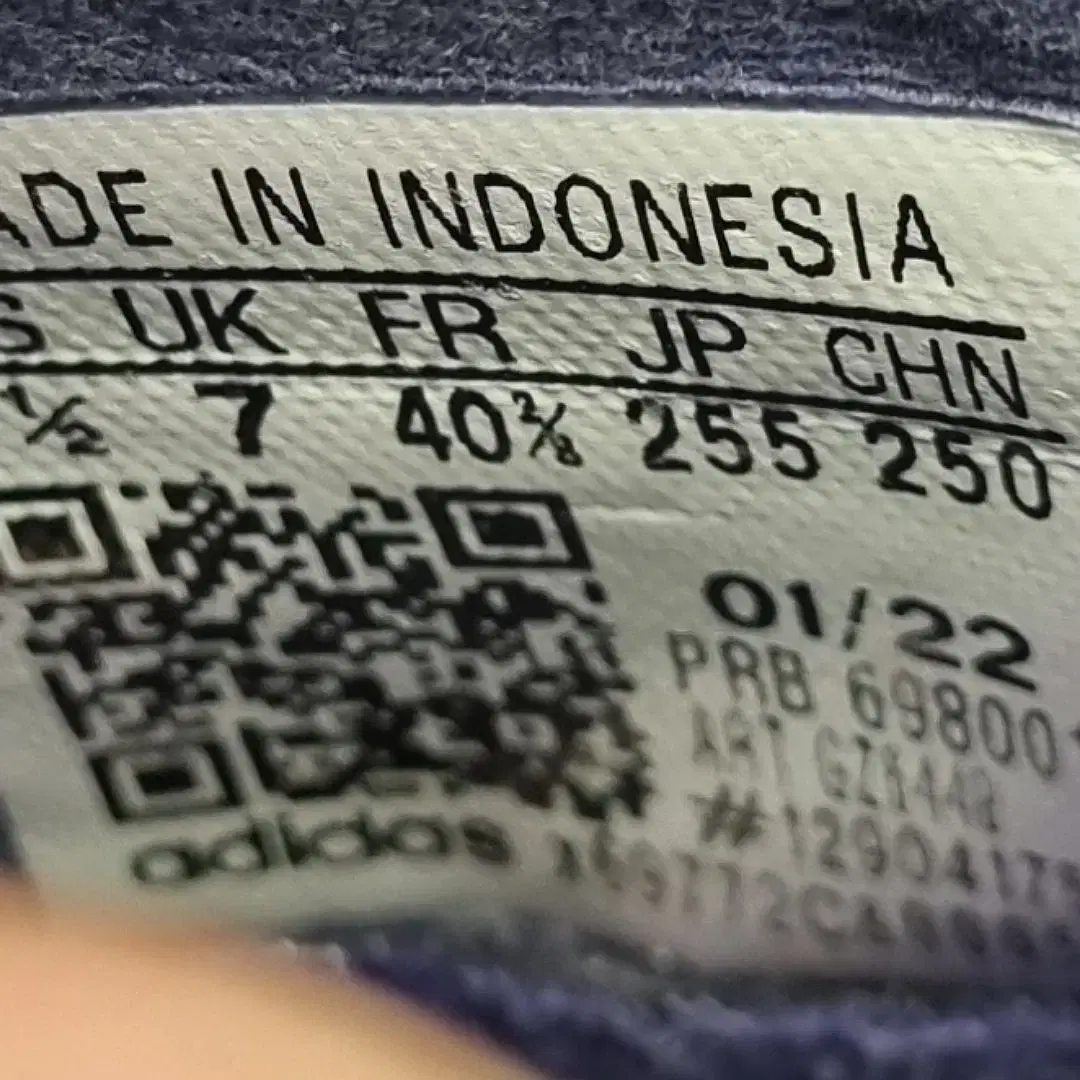 ADE IN INDONESIA
S UK FR JP CHN
½ 7 40⅔ 255 250
01/22
PRB 69800
ART
#1290417
adidas